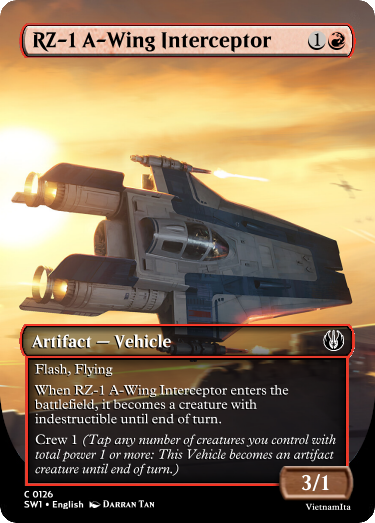 RZ-1 A-Wing Interceptor 1
Artifact — Vehicle
Flash, Flying
When RZ-1 A-Wing Interceptor enters the
battlefield, it becomes a creature with
indestructible until end of turn.
Crew 1 (Tap any number of creatures you control with
total power 1 or more: This Vehicle becomes an artifact
creature until end of turn.)
3/1
C 0126
SW1 • English Darran Tan
VietnamIta